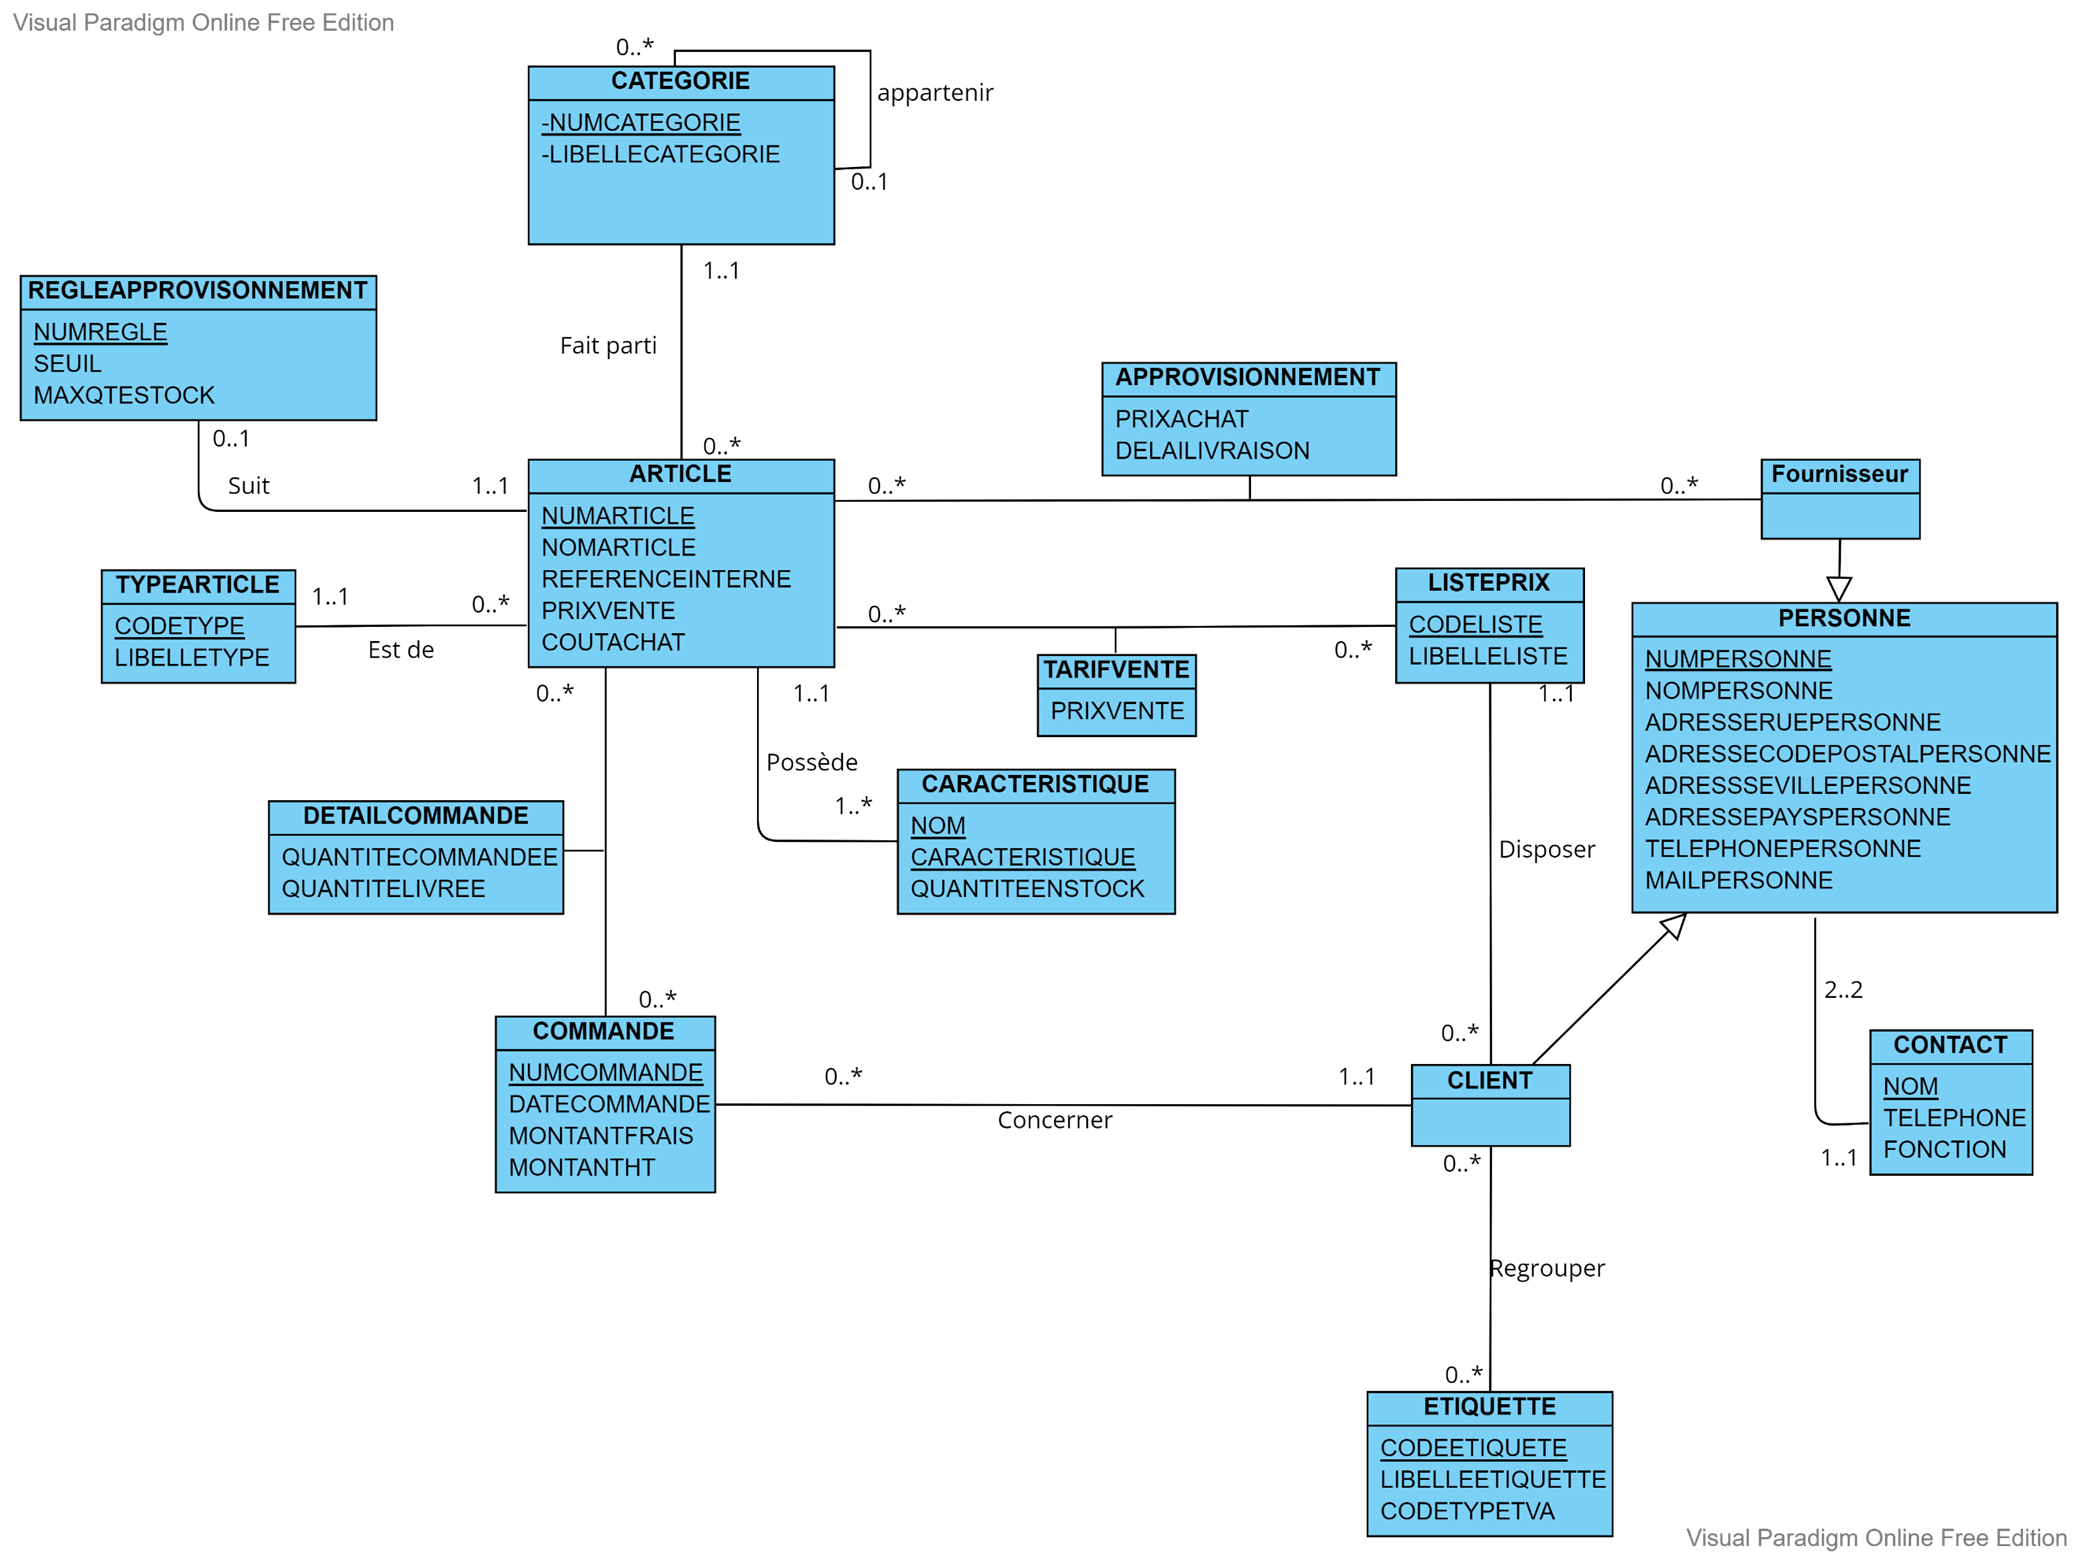 Visual Paradigm Online Free Edition
0..*
CATEGORIE
-NUMCATEGORIE
-LIBELLECATEGORIE
appartenir
0..1
1..1
Fait parti
0..*
REGLEAPPROVISONNEMENT
NUMREGLE
SEUIL
MAXQTESTOCK
0..1
Suit
1..1
APPROVISIONNEMENT
PRIXACHAT
DELAILIVRAISON
ARTICLE
NUMARTICLE
NOMARTICLE
REFERENCEINTERNE
PRIXVENTE
COUTACHAT
0..*
0..*
Fournisseur
TYPEARTICLE
CODETYPE
LIBELLETYPE
1..1
0..*
Est de
0..*
0..*
LISTEPRIX
CODELISTE
LIBELLELISTE
TARIFVENTE
PRIXVENTE
PERSONNE
NUMPERSONNE
NOMPERSONNE
ADRESSERUEPERSONNE
ADRESSECODEPOSTALPERSONNE
ADRESSSEVILLEPERSONNE
ADRESSEPAYSPERSONNE
TELEPHONEPERSONNE
MAILPERSONNE
0..*
1..1
1..1
Possède
1..*
CARACTERISTIQUE
NOM
CARACTERISTIQUE
QUANTITEENSTOCK
DETAILCOMMANDE
QUANTITECOMMANDEE
QUANTITELIVREE
Disposer
0..*
COMMANDE
NUMCOMMANDE
DATECOMMANDE
MONTANTFRAIS
MONTANTHT
0..*
Concerner
1..1
0..*
CLIENT
2..2
1..1
CONTACT
NOM
TELEPHONE
FONCTION
0..*
Regrouper
0..*
ETIQUETTE
CODEETIQUETE
LIBELLEETIQUETTE
CODETYPETVA
Visual Paradigm Online Free Edition